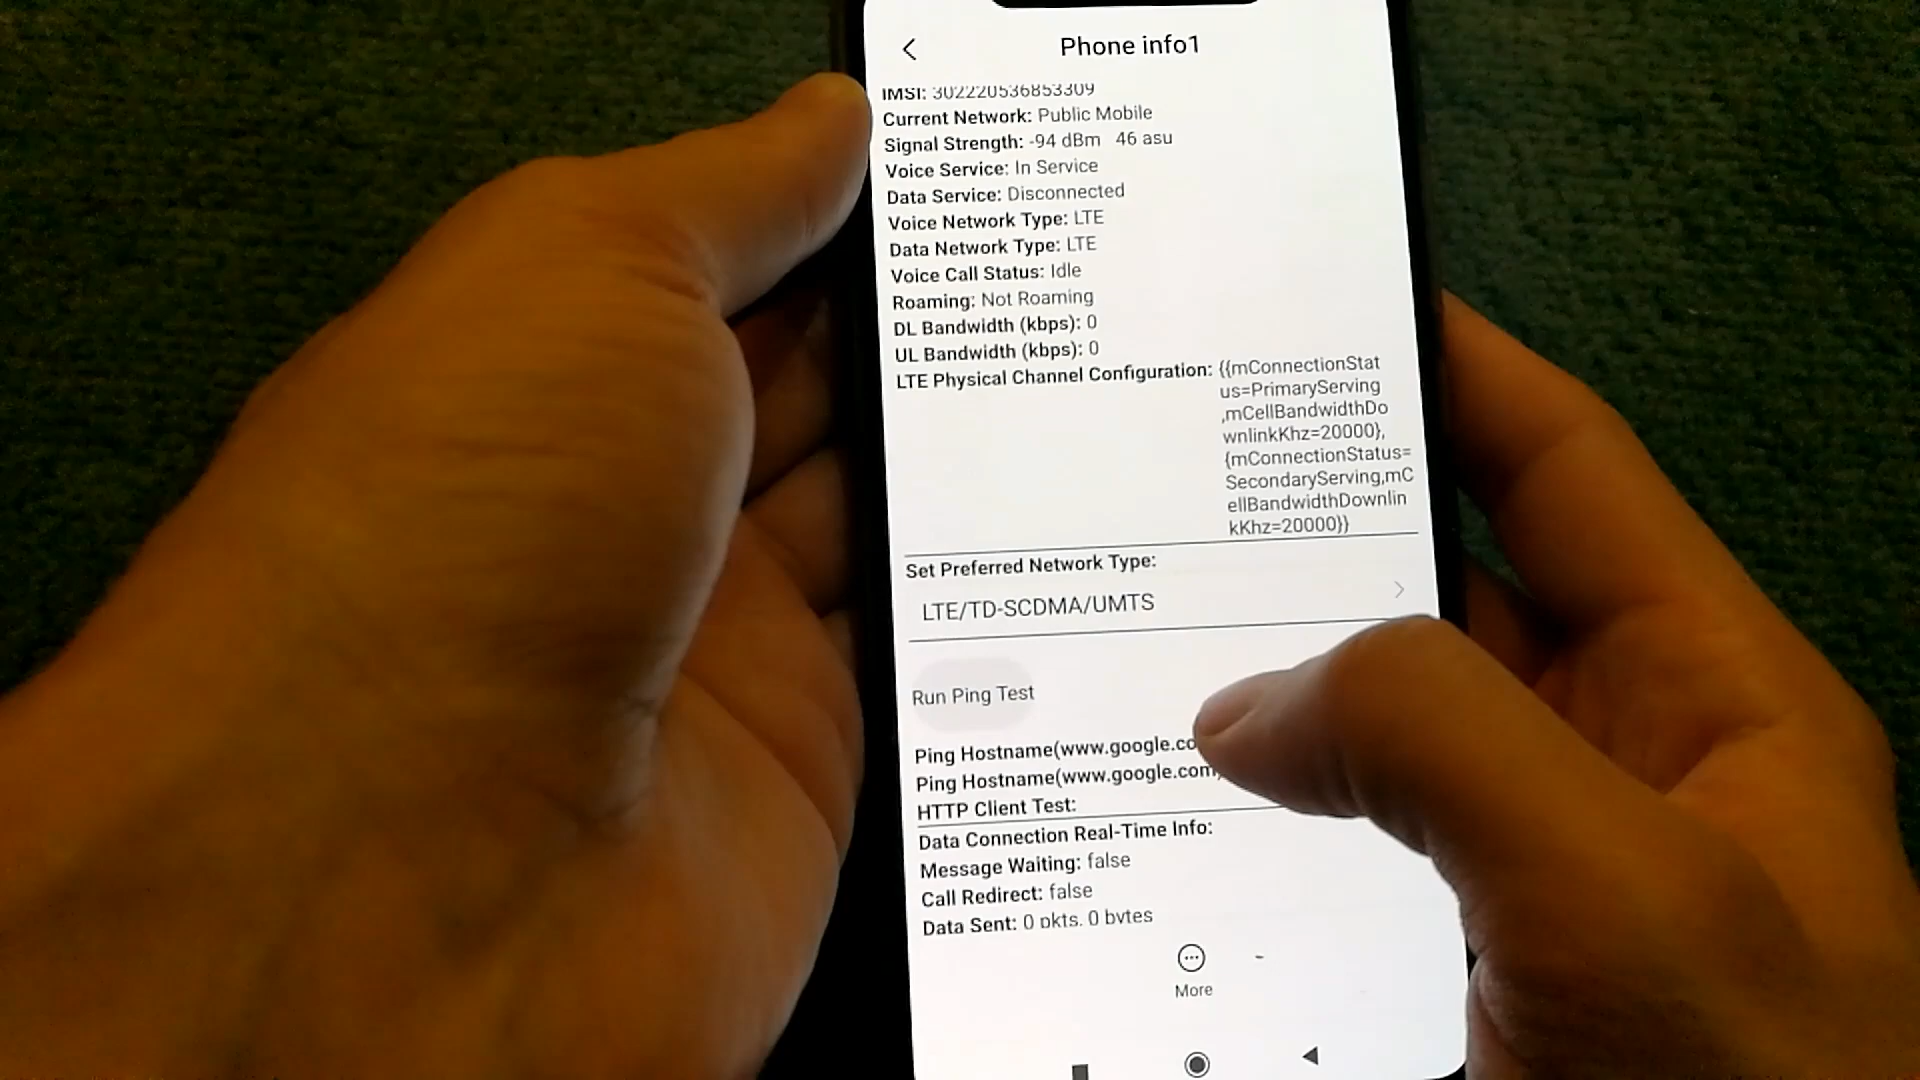 Phone info1
IMSI: 302220536853309
Current Network: Public Mobile
Signal Strength: -94 dBm 46 asu
Voice Service: In Service
Data Service: Disconnected
Voice Network Type: LTE
Data Network Type: LTE
Voice Call Status: Idle
Roaming: Not Roaming
DL Bandwidth (kbps): 0
UL Bandwidth (kbps): 0
LTE Physical Channel Configuration: {{mConnectionStat
us=PrimaryServing
,mCellBandwidthDo
wnlinkKhz=20000},
{mConnectionStatus=
SecondaryServing,mC
ellBandwidthDownlin
kKhz=20000}}
Set Preferred Network Type:
LTE/TD-SCDMA/UMTS
Run Ping Test
Ping Hostname(www.google.co
Ping Hostname(www.google.com
HTTP Client Test:
Data Connection Real-Time Info:
Message Waiting: false
Call Redirect: false
Data Sent: 0 pkts, 0 bytes
More